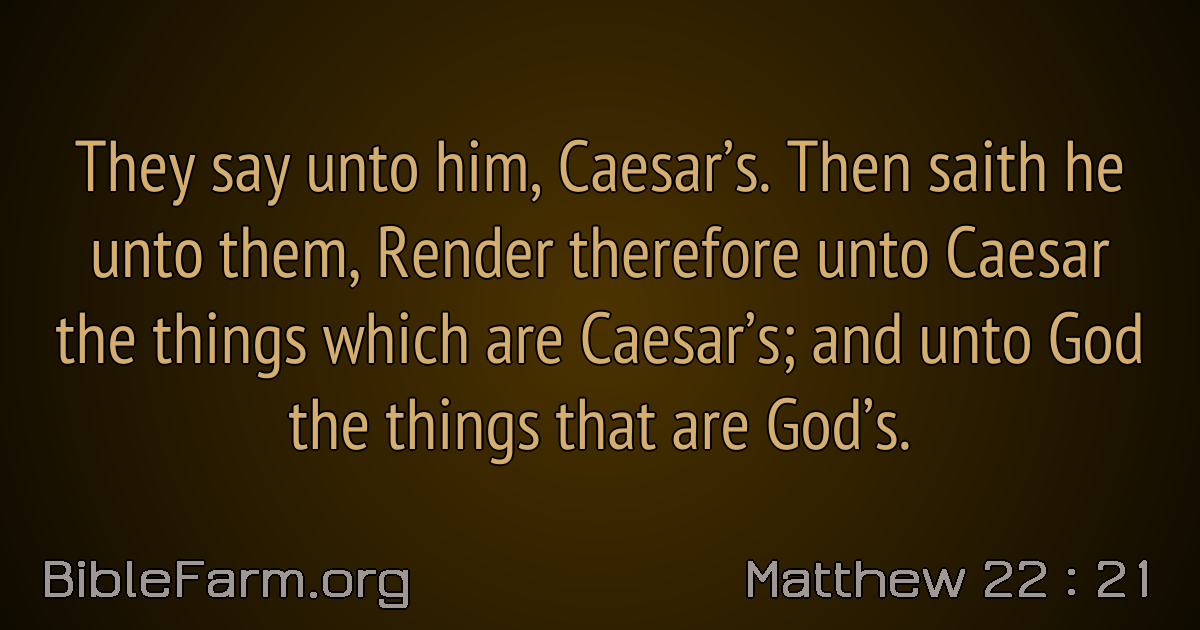 They say unto him, Caesar’s. Then saith he
unto them, Render therefore unto Caesar
the things which are Caesar’s; and unto God
the things that are God’s.
BibleFarm.org
Matthew 22 : 21